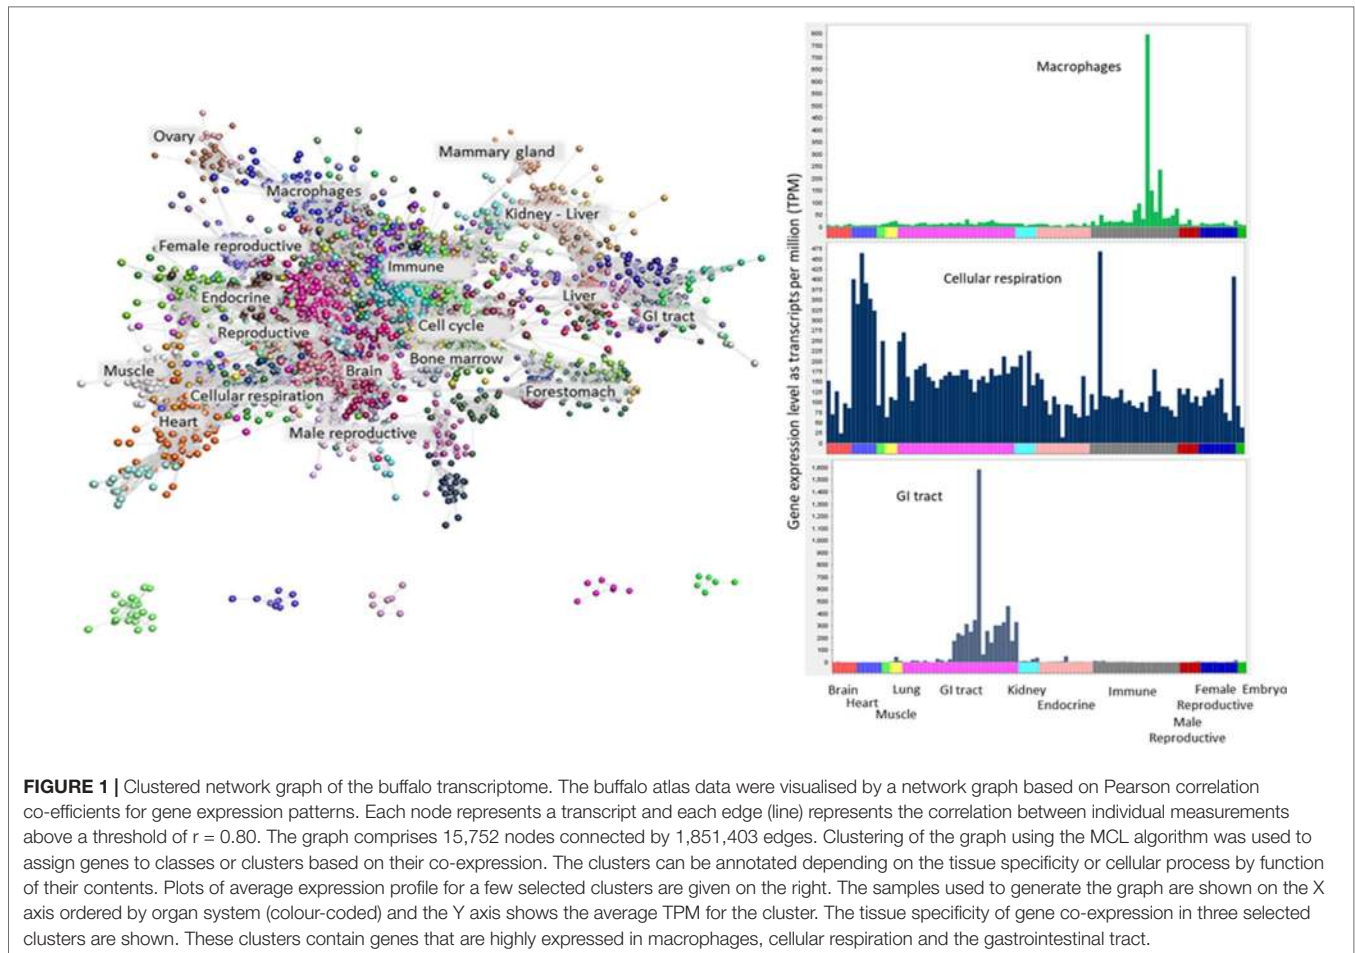 Ovary
Mammary gland
Macrophages
Kidney - Liver
Female reproductive
Immune
Endocrine
Liver
GI tract
Reproductive
Cell cycle
Bone marrow
Muscle
Brain
Cellular respiration
Forestomach
Heart
Male reproductive
Gene expression level as transcripts per million (TPM)
Macrophages
Cellular respiration
GI tract
Brain Lung GI tract Kidney Immune Female Embryo
Heart Endocrine Reproductive
Muscle Male
Reproductive
FIGURE 1 | Clustered network graph of the buffalo transcriptome. The buffalo atlas data were visualised by a network graph based on Pearson correlation
co-efficients for gene expression patterns. Each node represents a transcript and each edge (line) represents the correlation between individual measurements
above a threshold of r = 0.80. The graph comprises 15,752 nodes connected by 1,851,403 edges. Clustering of the graph using the MCL algorithm was used to
assign genes to classes or clusters based on their co-expression. The clusters can be annotated depending on the tissue specificity or cellular process by function
of their contents. Plots of average expression profile for a few selected clusters are given on the right. The samples used to generate the graph are shown on the X
axis ordered by organ system (colour-coded) and the Y axis shows the average TPM for the cluster. The tissue specificity of gene co-expression in three selected
clusters are shown. These clusters contain genes that are highly expressed in macrophages, cellular respiration and the gastrointestinal tract.